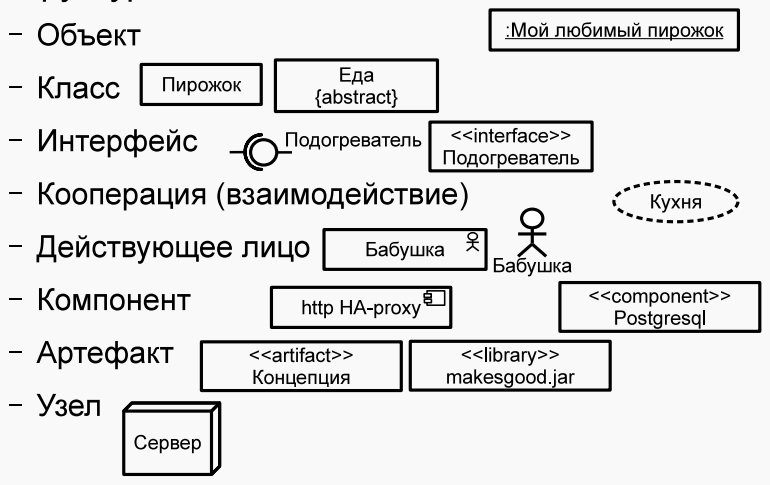 – Объект
:Мой любимый пирожок
– Класс
Пирожок
Еда
{abstract}
– Интерфейс
Подогреватель
<<interface>>
Подогреватель
– Кооперация (взаимодействие)
Кухня
– Действующее лицо
Бабушка
Бабушка
– Компонент
http HA-proxy
<<component>>
Postgresql
– Артефакт
<<artifact>>
Концепция
<<library>>
makesgood.jar
– Узел
Сервер